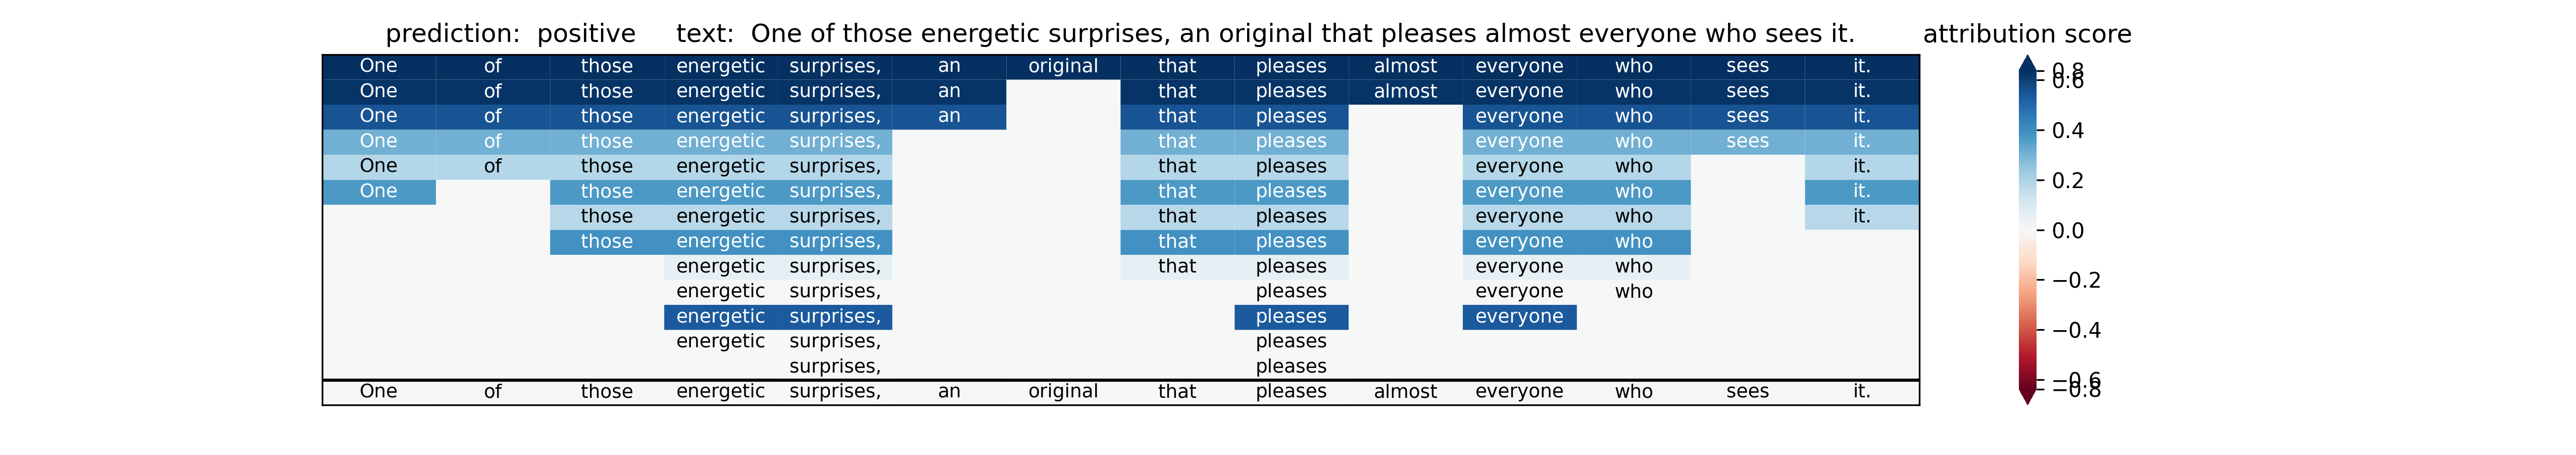 prediction: positive text: One of those energetic surprises, an original that pleases almost everyone who sees it. attribution score
One of those energetic surprises, an original that pleases almost everyone who sees it.
One of those energetic surprises, an that pleases almost everyone who sees it.
One of those energetic surprises, an that pleases everyone who sees it.
One of those energetic surprises, that pleases everyone who sees it.
One of those energetic surprises, that pleases everyone who it.
One those energetic surprises, that pleases everyone who it.
those energetic surprises, that pleases everyone who it.
those energetic surprises, that pleases everyone who
energetic surprises, that pleases everyone who
energetic surprises, pleases everyone who
energetic surprises, pleases everyone
energetic surprises, pleases
surprises, pleases
One of those energetic surprises, an original that pleases almost everyone who sees it.
0.8
0.6
0.4
0.2
0.0
−0.2
−0.4
−0.6
−0.8